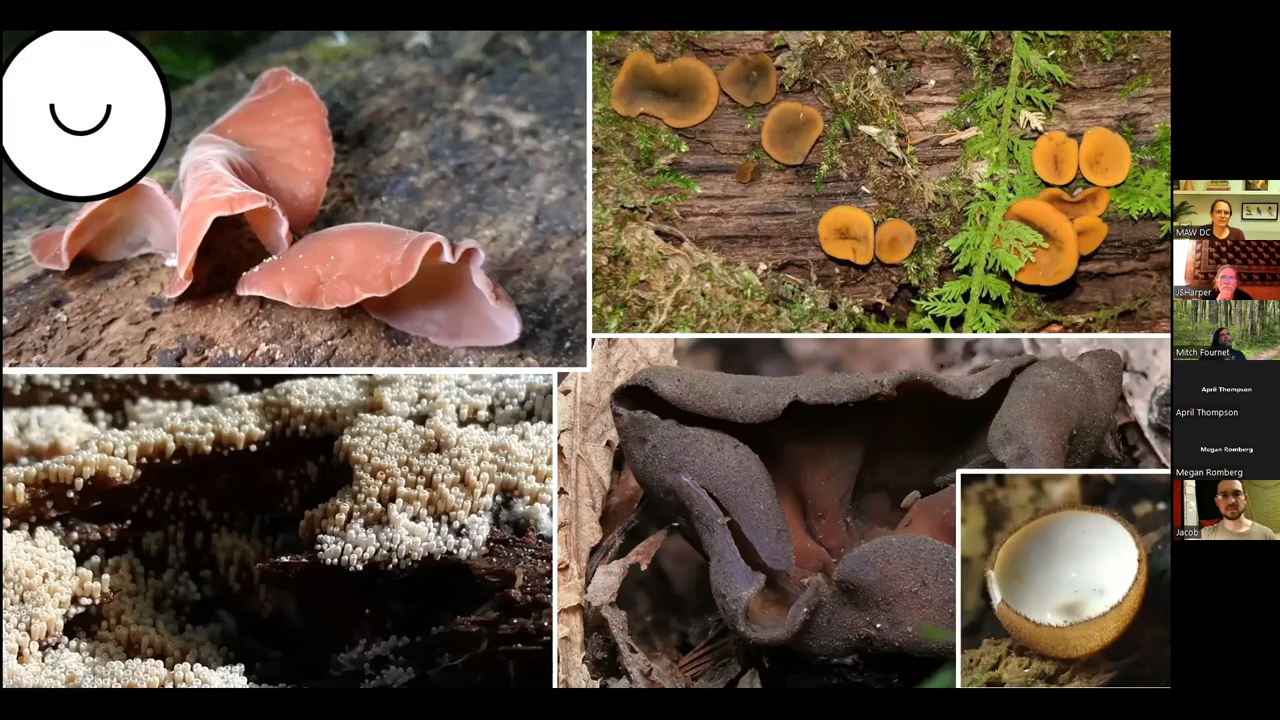 MAW DC
JSHarper
Mitch Fournet
April Thompson
April Thompson
Megan Romberg
Megan Romberg
Jacob